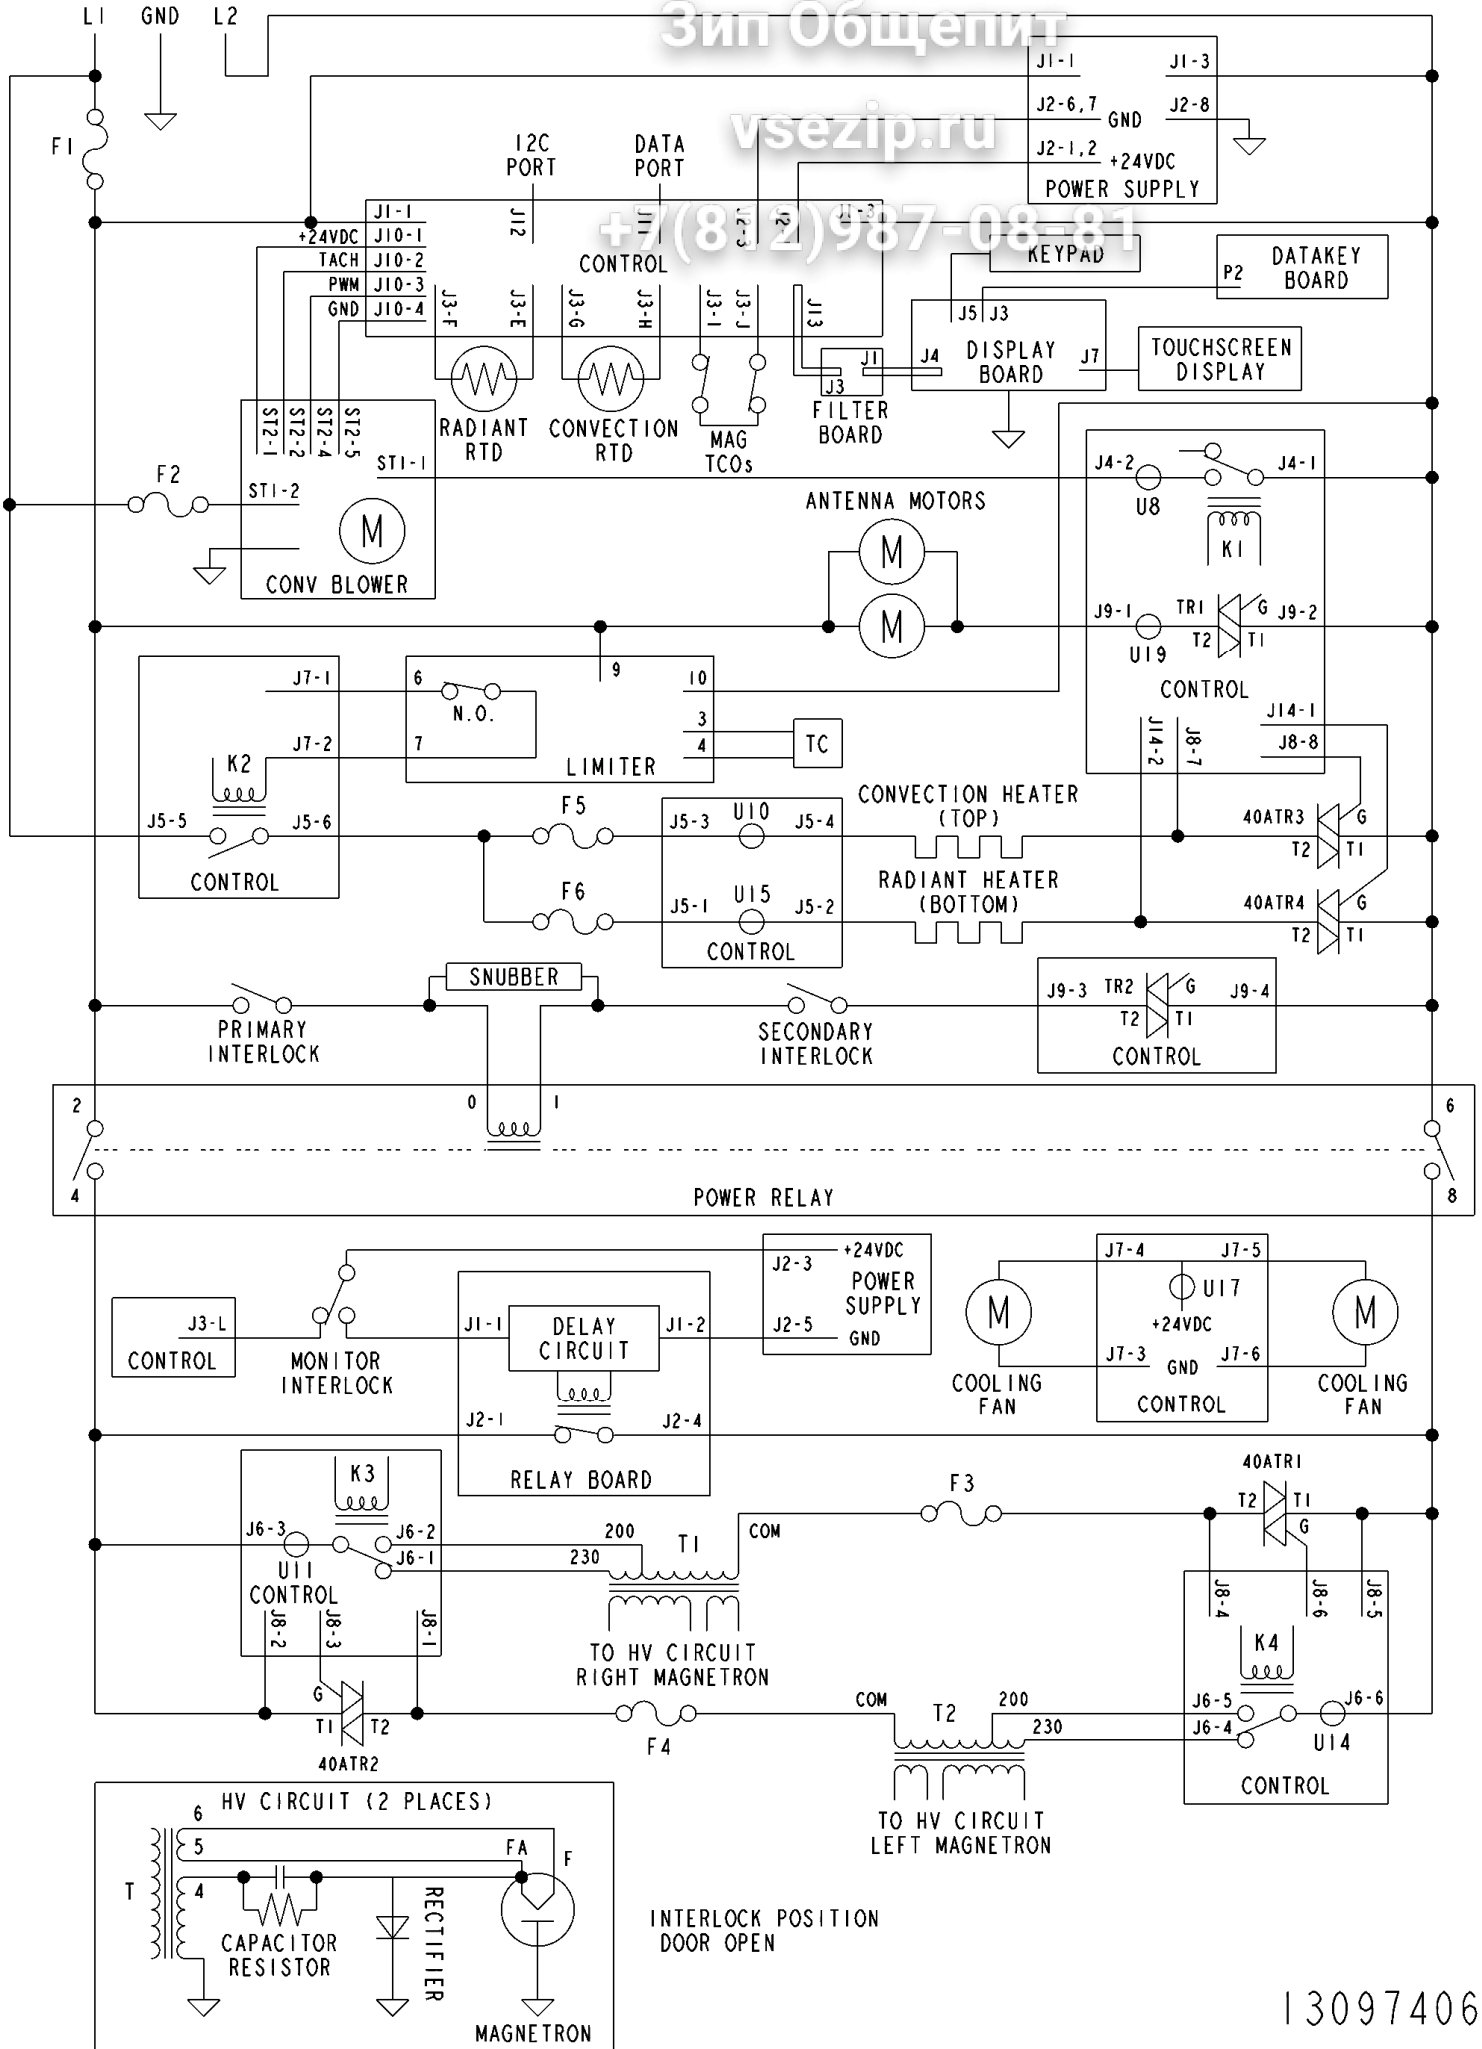 L1 GND L2
Зип Общепит
vsezip.ru
+7(812)987-08-81
F1
J1-1 J1-3
J2-6,7 GND J2-8
J2-1,2 +24VDC
POWER SUPPLY
I2C
PORT
DATA
PORT
J1-1 J12 J2-3 J1-3
+24VDC J10-1
TACH J10-2
PWM J10-3
GND J10-4
CONTROL
J3-F J3-E J3-G J3-H J3-I J3-J J13
KEYPAD
P2 DATAKEY
BOARD
J5 J3
J4 DISPLAY
BOARD J7
TOUCHSCREEN
DISPLAY
J1
J3
FILTER
BOARD
RADIANT
RTD
CONVECTION
RTD
MAG
TCOs
ST2-1 ST2-2 ST2-4 ST2-5
ST1-1
F2
ST1-2
M
CONV BLOWER
ANTENNA MOTORS
M
M
J4-2 J4-1
U8
K1
J9-1 TR1 G J9-2
U19 T2 T1
CONTROL
J14-1
J14-2 J8-7 J8-8
J7-1
J7-2
K2
J5-5 J5-6
CONTROL
6 9 10
N.O.
7 3
4
LIMITER
TC
F5
J5-3 U10 J5-4
CONVECTION HEATER
(TOP)
40ATR3 G
T2 T1
F6
J5-1 U15 J5-2
CONTROL
RADIANT HEATER
(BOTTOM)
40ATR4 G
T2 T1
SNUBBER
PRIMARY
INTERLOCK
SECONDARY
INTERLOCK
J9-3 TR2 G J9-4
T2 T1
CONTROL
2 0 1 6
4 8
POWER RELAY
J3-L
CONTROL
MONITOR
INTERLOCK
J1-1 DELAY
CIRCUIT J1-2
J2-1 J2-4
RELAY BOARD
+24VDC
J2-3
POWER
SUPPLY
J2-5 GND
M
COOLING
FAN
J7-4 J7-5
U17
+24VDC
J7-3 GND J7-6
CONTROL
M
COOLING
FAN
K3
J6-3 J6-2
U11 J6-1
CONTROL
J8-2 J8-3 J8-1
200 T1 COM
230
TO HV CIRCUIT
RIGHT MAGNETRON
F3
40ATR1
T2 T1
G
J8-4 J8-6 J8-5
K4
J6-5 J6-6
J6-4 U14
CONTROL
G
T1 T2
40ATR2
F4
COM T2 200
230
TO HV CIRCUIT
LEFT MAGNETRON
HV CIRCUIT (2 PLACES)
6
5 FA F
T 4
CAPACITOR
RESISTOR
RECTIFIER
MAGNETRON
INTERLOCK POSITION
DOOR OPEN
13097406